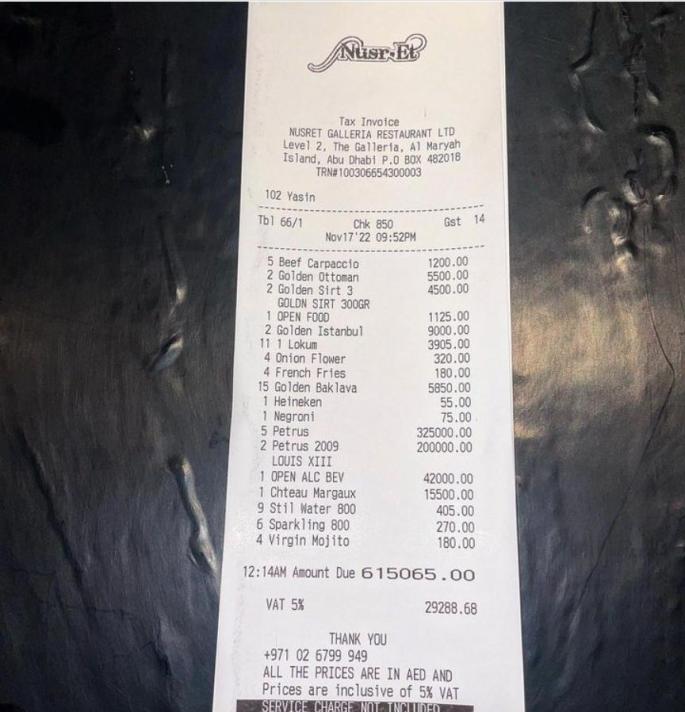 Nusr-Et
Tax Invoice
NUSRET GALLERIA RESTAURANT LTD
Level 2, The Galleria, Al Maryah
Island, Abu Dhabi P.O BOX 482018
TRN#100306654300003
102 Yasin
Tbl 66/1 Chk 850 Gst 14
Nov17'22 09:52PM
5 Beef Carpaccio 1200.00
2 Golden Ottoman 5500.00
2 Golden Sirt 3 4500.00
GOLDN SIRT 300GR
1 OPEN FOOD 1125.00
2 Golden Istanbul 9000.00
11 1 Lokum 3905.00
4 Onion Flower 320.00
4 French Fries 180.00
15 Golden Baklava 5850.00
1 Heineken 55.00
1 Negroni 75.00
5 Petrus 325000.00
2 Petrus 2009 200000.00
LOUIS XIII
1 OPEN ALC BEV 42000.00
1 Chteau Margaux 15500.00
9 Stil Water 800 405.00
6 Sparkling 800 270.00
4 Virgin Mojito 180.00
12:14AM Amount Due 615065.00
VAT 5% 29288.68
THANK YOU
+971 02 6799 949
ALL THE PRICES ARE IN AED AND
Prices are inclusive of 5% VAT
SERVICE CHARGE NOT INCLUDED